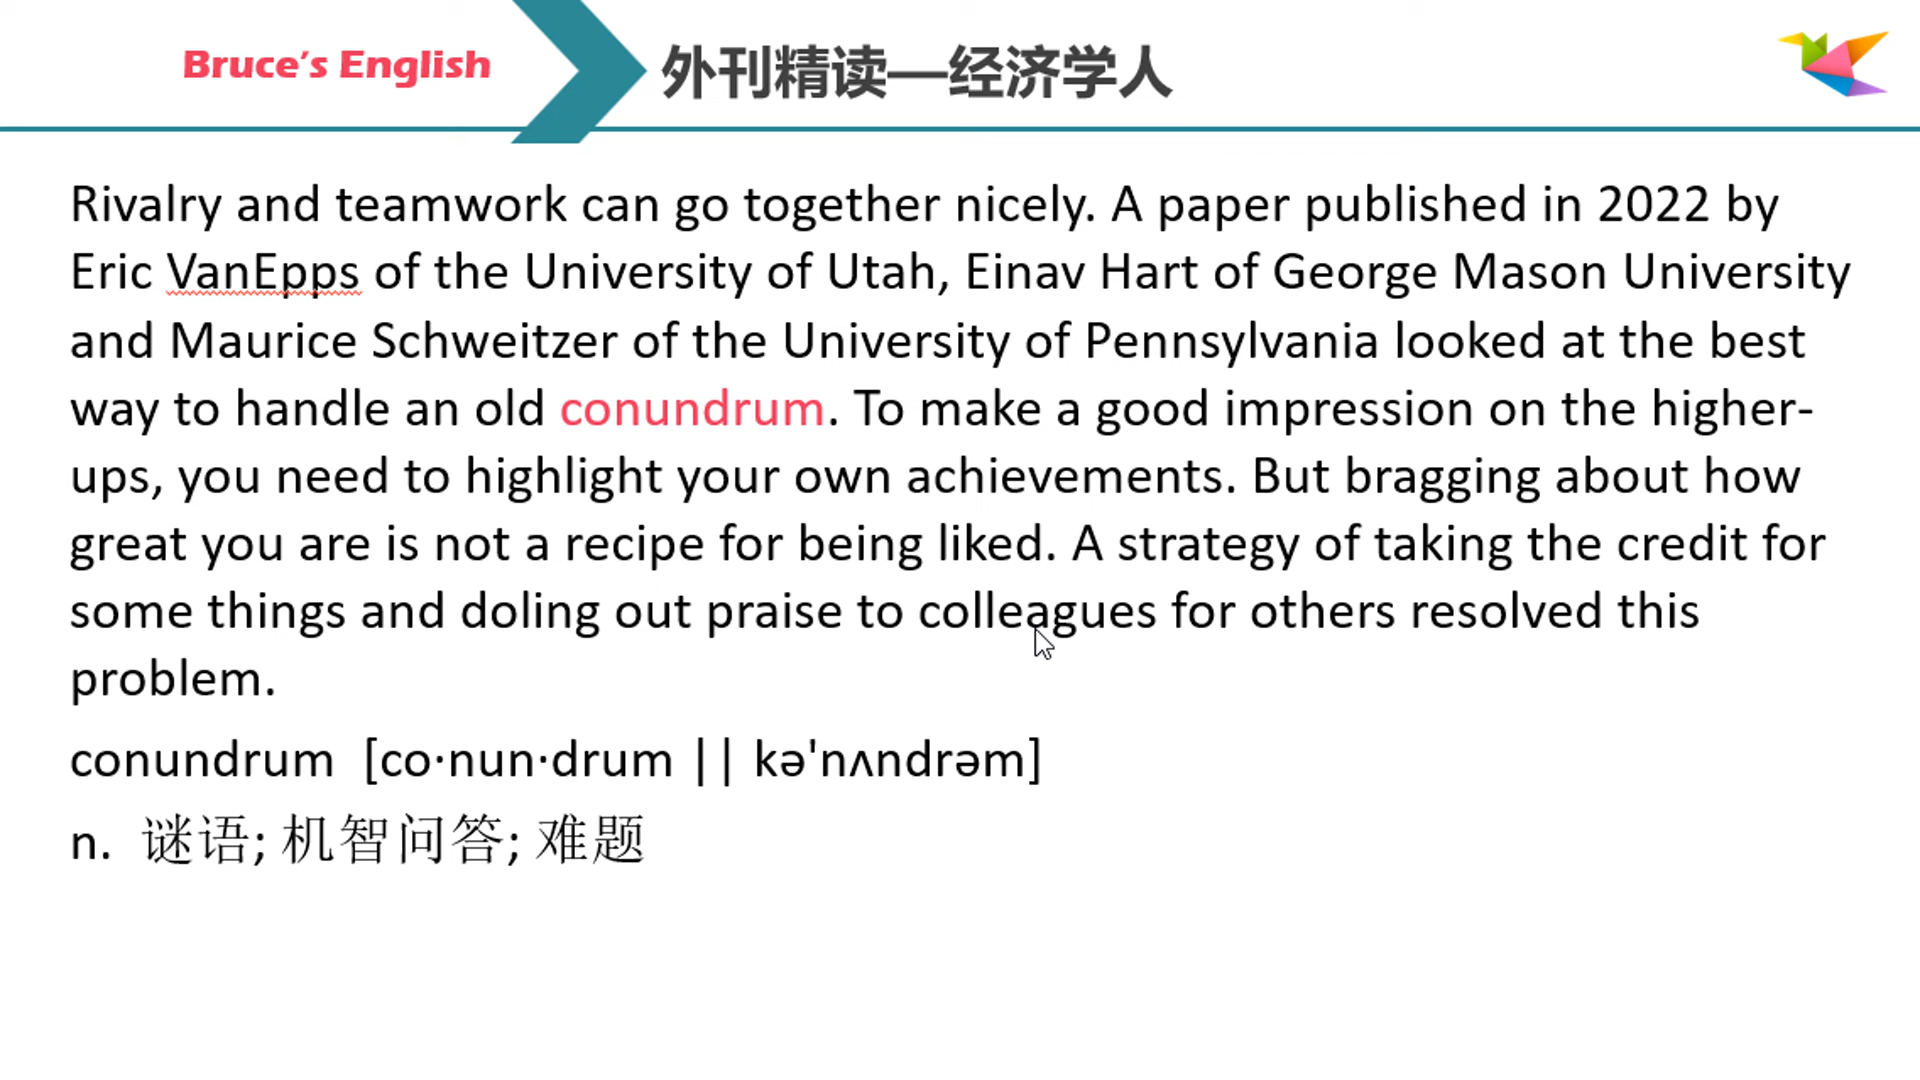 Bruce's English
外刊精读—经济学人
Rivalry and teamwork can go together nicely. A paper published in 2022 by
Eric VanEpps of the University of Utah, Einav Hart of George Mason University
and Maurice Schweitzer of the University of Pennsylvania looked at the best
way to handle an old conundrum. To make a good impression on the higher-
ups, you need to highlight your own achievements. But bragging about how
great you are is not a recipe for being liked. A strategy of taking the credit for
some things and doling out praise to colleagues for others resolved this
problem.
conundrum [co·nun·drum || kə'nʌndrəm]
n. 谜语; 机智问答; 难题